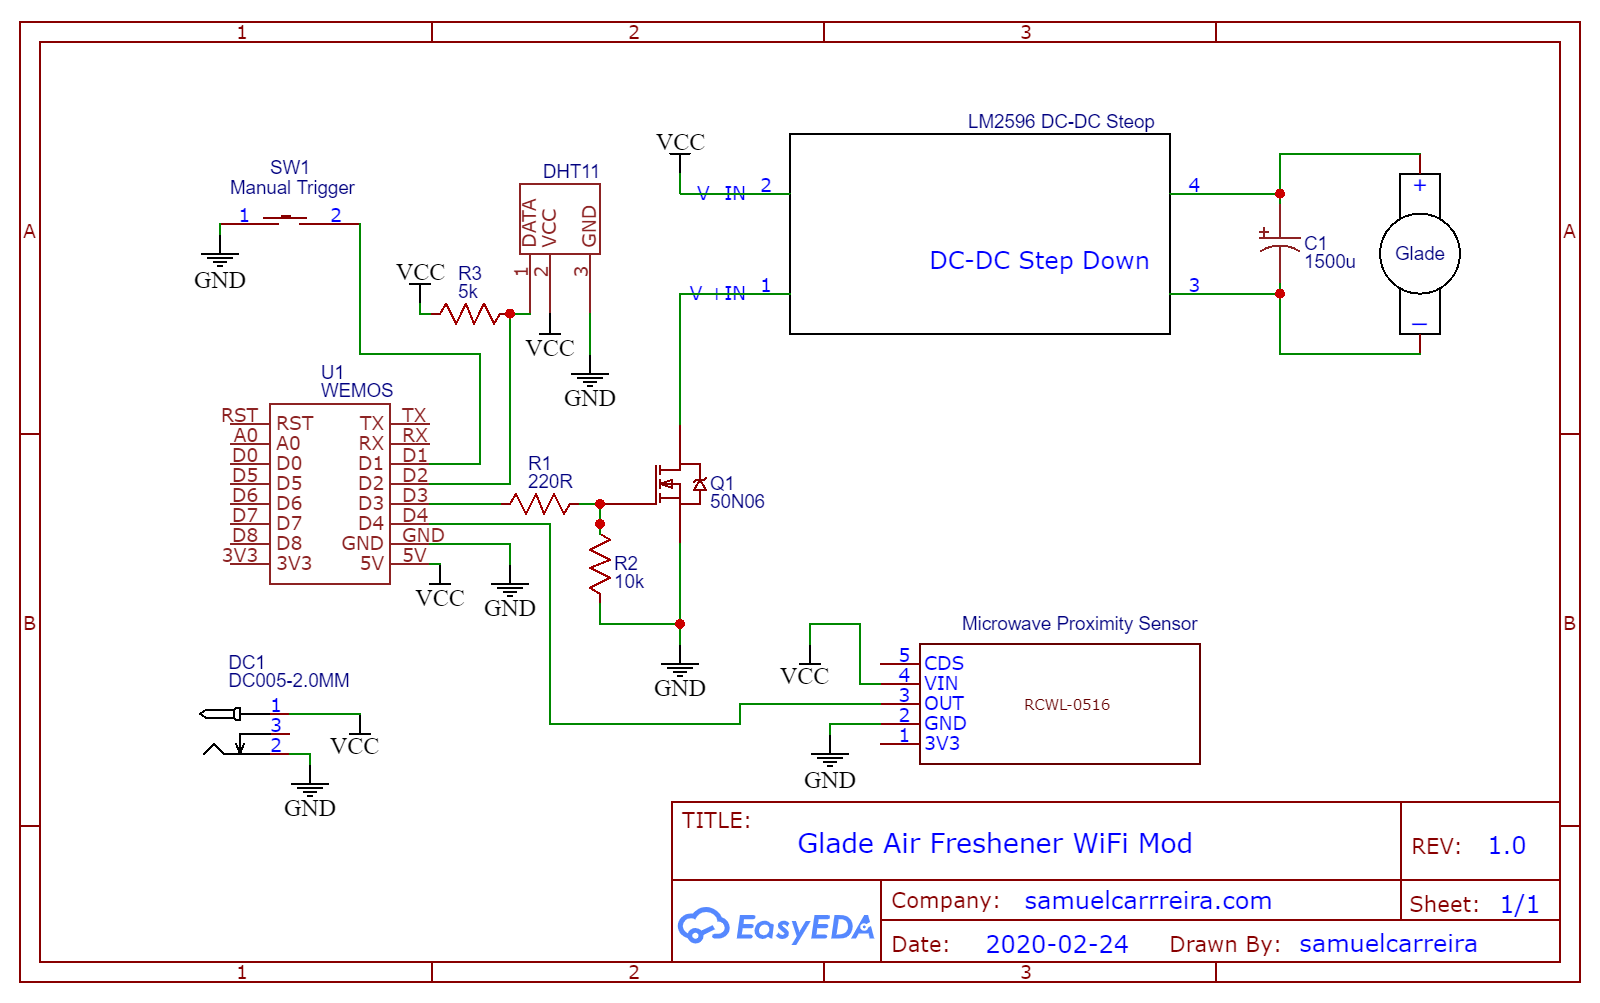 1 2 3
A A
B B
LM2596 DC-DC Steop
VCC
V -IN 2
V +IN 1
DC-DC Step Down
4
3
C1
1500u
+
Glade
SW1
Manual Trigger
1 2
GND
DHT11
DATA
VCC
GND
1
2
3
VCC
R3
5k
VCC
GND
U1
WEMOS
RST RST TX TX
A0 A0 RX RX
D0 D0 D1 D1
D5 D5 D2 D2
D6 D6 D3 D3
D7 D7 D4 D4
D8 D8 GND GND
3V3 3V3 5V 5V
VCC
GND
R1
220R
Q1
50N06
R2
10k
GND
DC1
DC005-2.0MM
1
3
2
VCC
GND
Microwave Proximity Sensor
5 CDS
4 VIN
3 OUT
2 GND
1 3V3
RCWL-0516
VCC
GND
TITLE:
Glade Air Freshener WiFi Mod
REV: 1.0
EasyEDA
Company: samuelcarrreira.com
Sheet: 1/1
Date: 2020-02-24 Drawn By: samuelcarreira
1 2 3